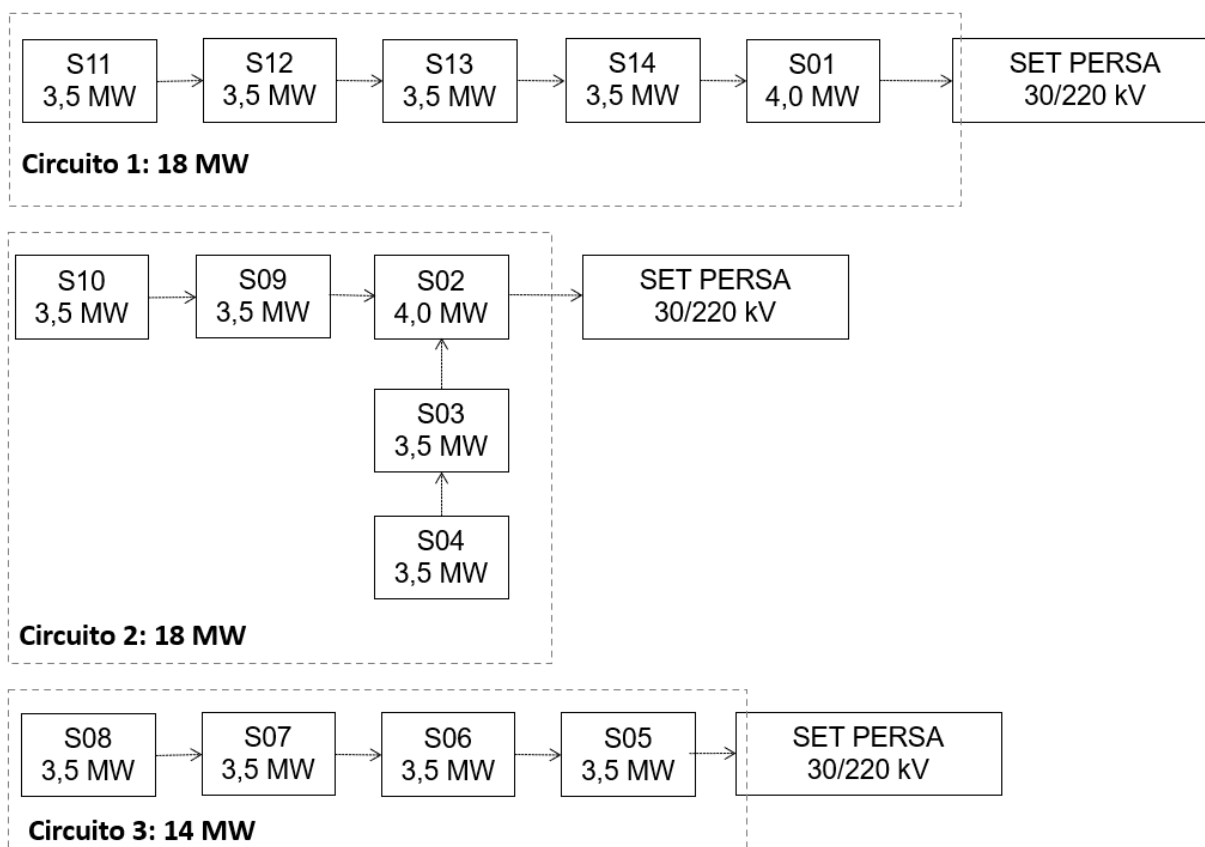 S11
3,5 MW
S12
3,5 MW
S13
3,5 MW
S14
3,5 MW
S01
4,0 MW
SET PERSA
30/220 kV
Circuito 1: 18 MW
S10
3,5 MW
S09
3,5 MW
S02
4,0 MW
SET PERSA
30/220 kV
S03
3,5 MW
S04
3,5 MW
Circuito 2: 18 MW
S08
3,5 MW
S07
3,5 MW
S06
3,5 MW
S05
3,5 MW
SET PERSA
30/220 kV
Circuito 3: 14 MW